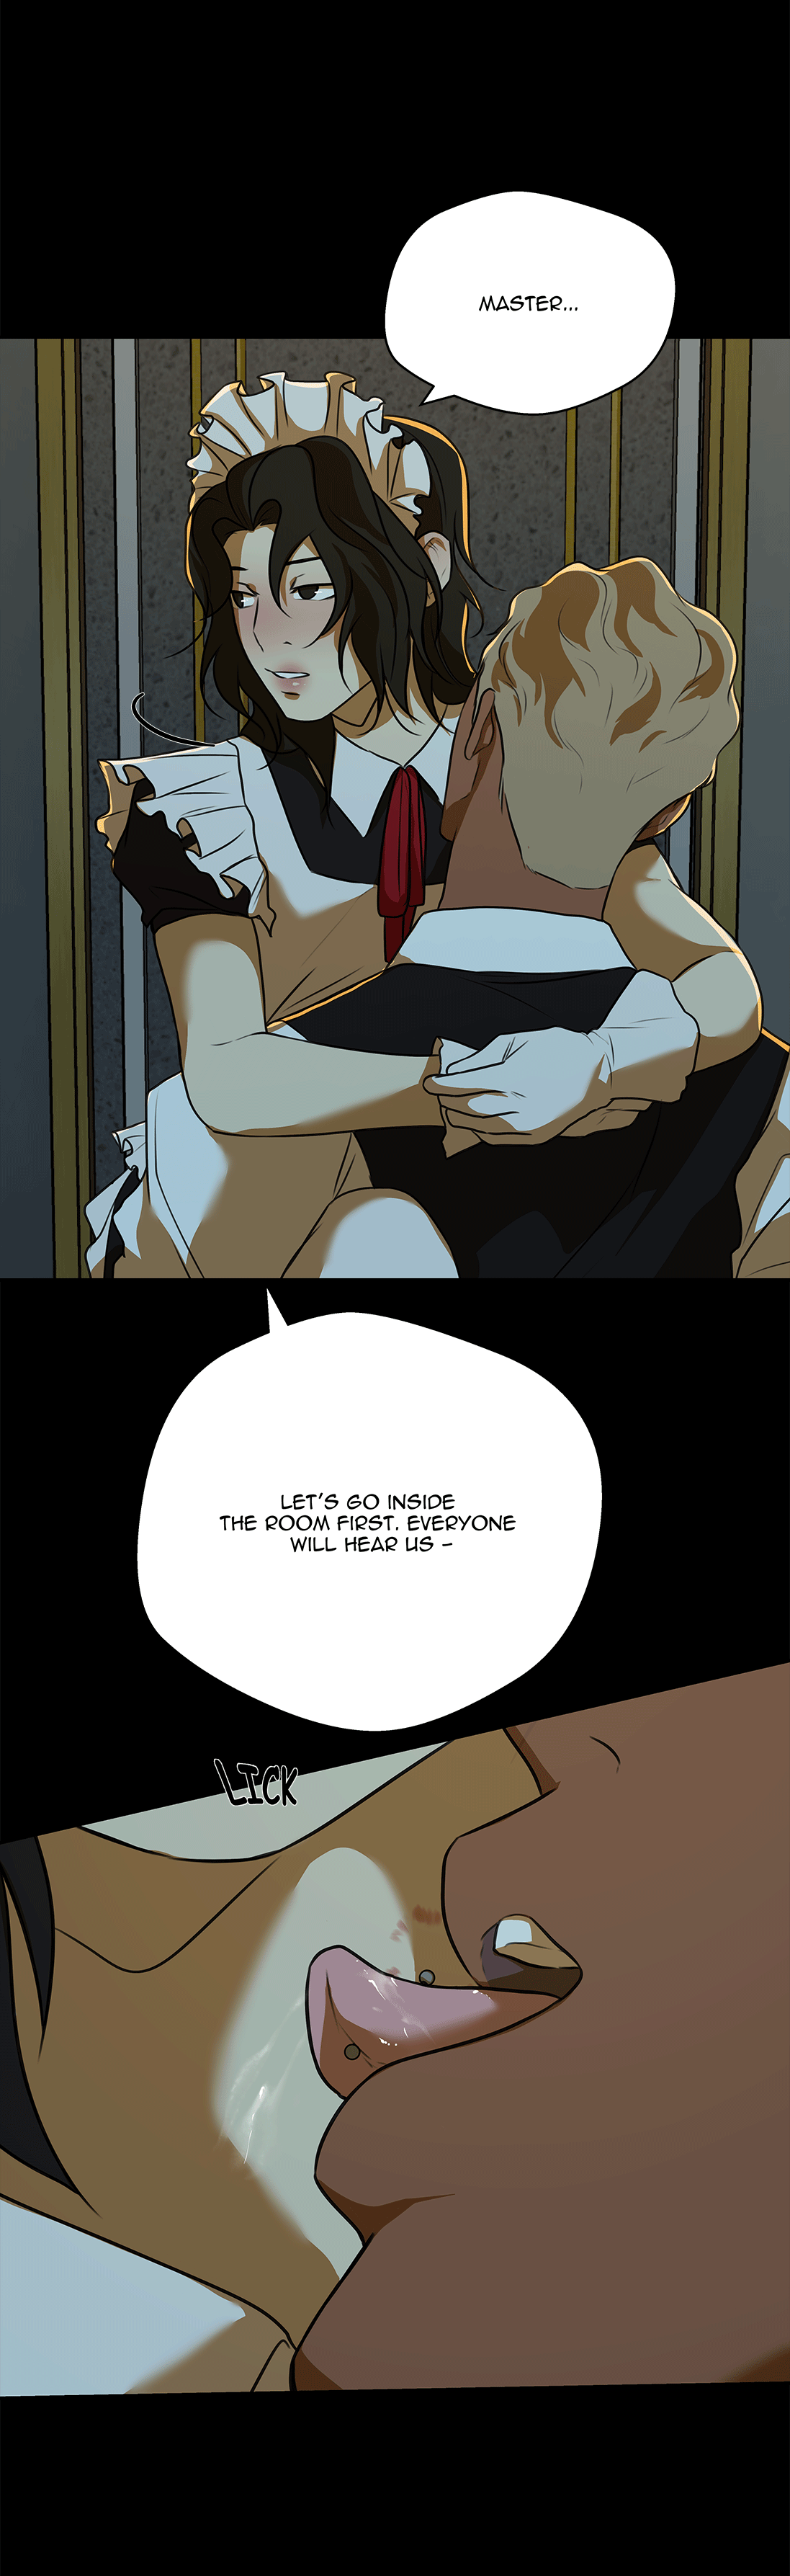 MASTER...
LET'S GO INSIDE
THE ROOM FIRST. EVERYONE
WILL HEAR US -
LICK